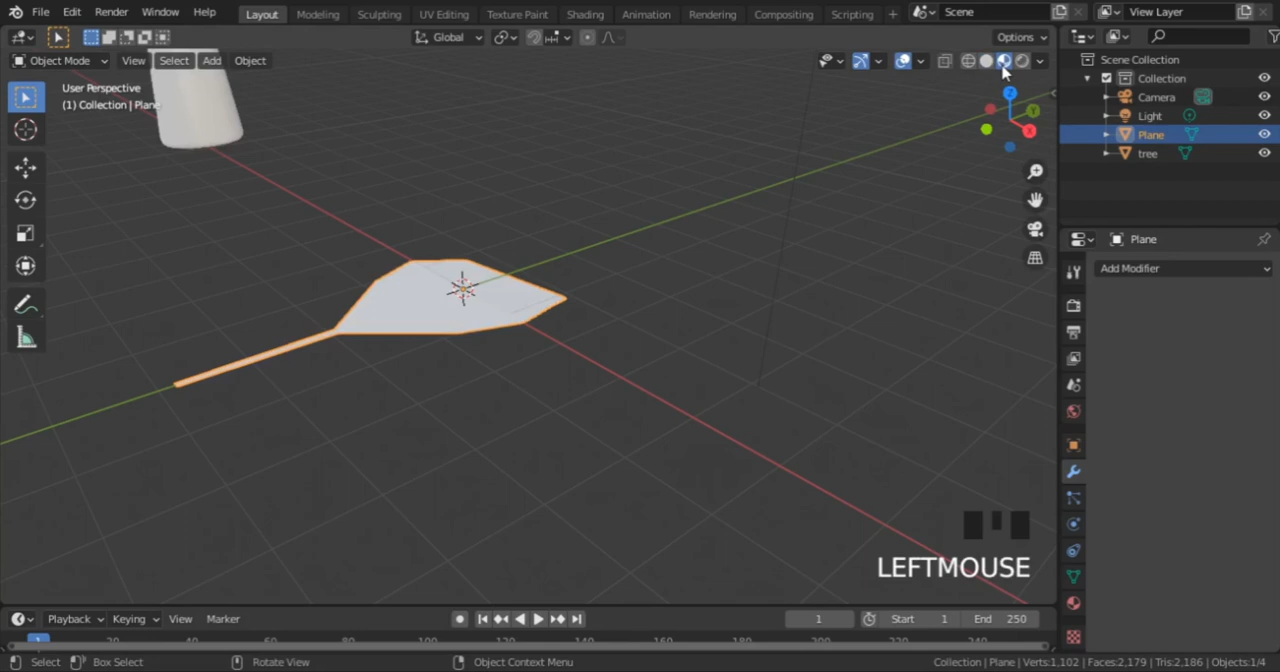 File Edit Render Window Help Layout Modeling Sculpting UV Editing Texture Paint Shading Animation Rendering Compositing Scripting + Scene View Layer
Global Options
Object Mode View Select Add Object
User Perspective
(1) Collection | Plane
Z
Y
X
Scene Collection
Collection
Camera
Light
Plane
tree
Plane
Add Modifier
LEFTMOUSE
Playback Keying View Marker 1 Start 1 End 250
1 20 40 60 80 100 120 140 160 180 200 220 240
Select Box Select Rotate View Object Context Menu Collection | Plane | Verts:1,102 | Faces:2,179 | Tris:2,186 | Objects:1/4